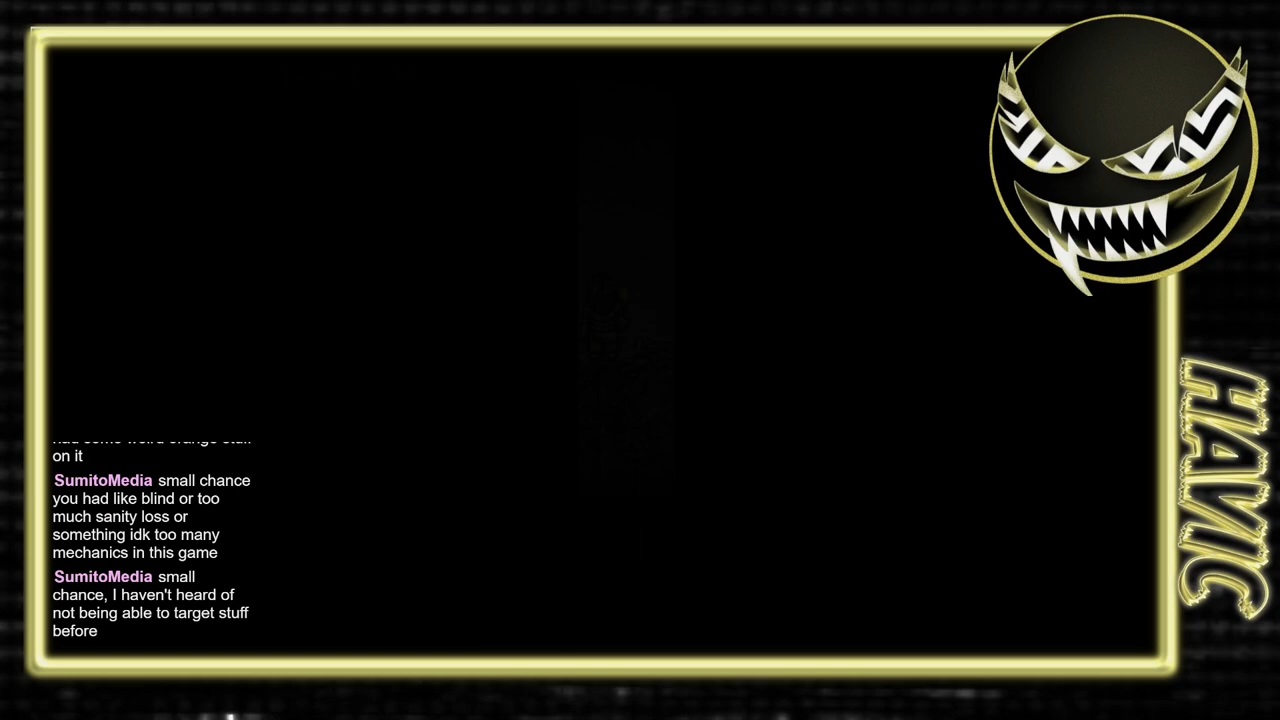 on it
SumitoMedia small chance
you had like blind or too
much sanity loss or
something idk too many
mechanics in this game
SumitoMedia small
chance, I haven't heard of
not being able to target stuff
before
HAVIC